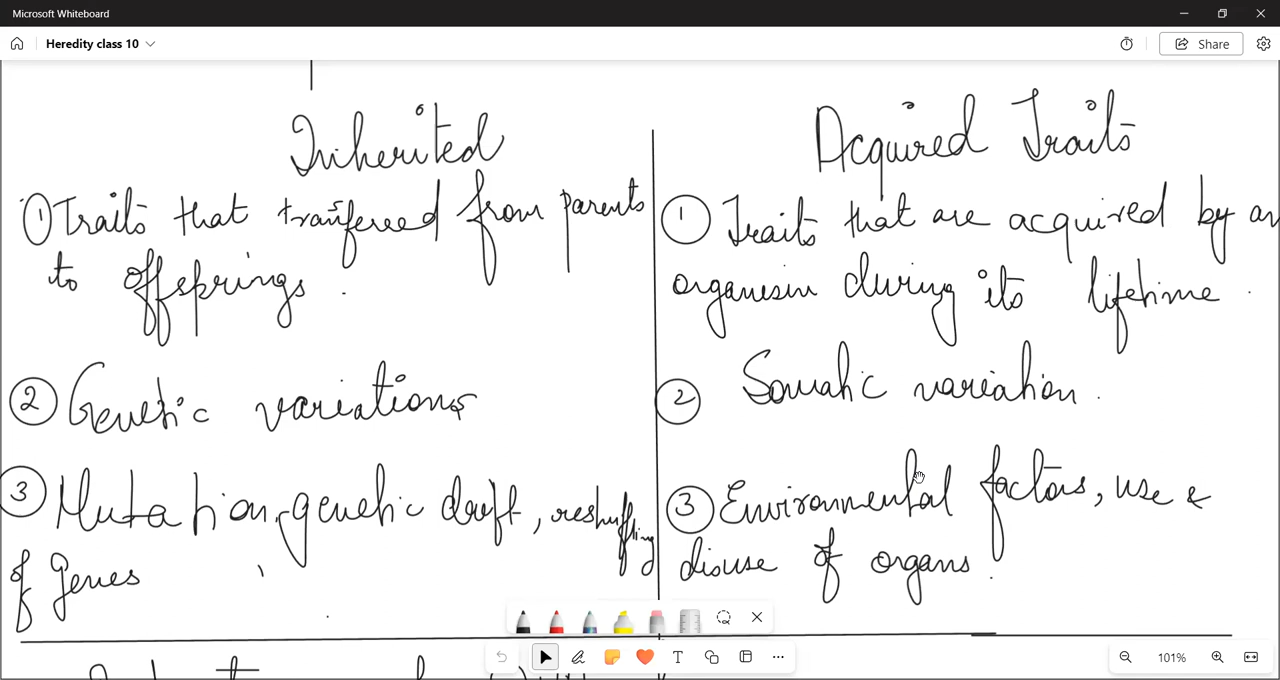 Microsoft Whiteboard
Heredity class 10
Share
Inherited
① Traits that transfereed from parents
to offsprings.
② Genetic variations
③ Mutation, genetic drift, reshuffling
of genes
Acquired Traits
① Traits that are acquired by an
organism during its lifetime.
② Somatic variation.
③ Environmental factors, use &
disuse of organs.
101%